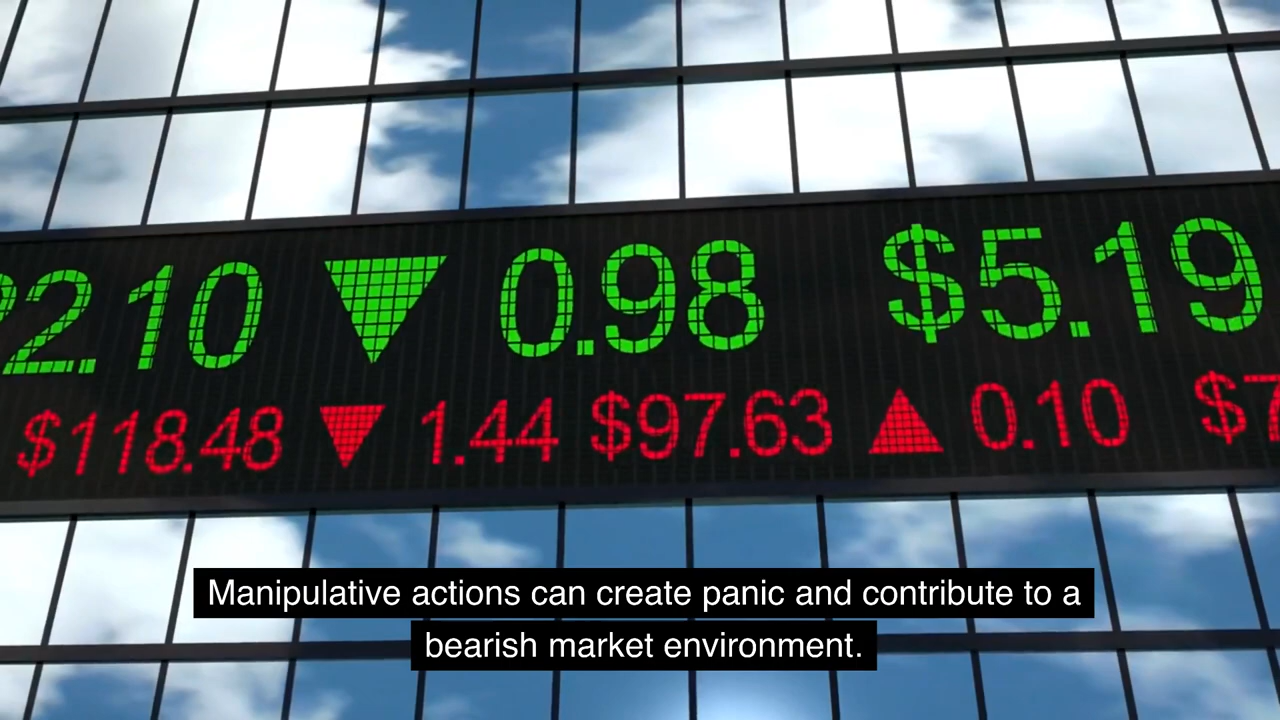 22.10 ▼ 0.98 $5.19
$118.48 ▼ 1.44 $97.63 ▲ 0.10 $7
Manipulative actions can create panic and contribute to a
bearish market environment.